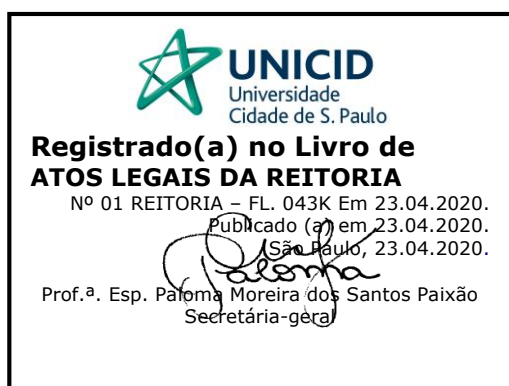 UNICID
Universidade
Cidade de S. Paulo
Registrado(a) no Livro de
ATOS LEGAIS DA REITORIA
Nº 01 REITORIA – FL. 043K Em 23.04.2020.
Publicado (a) em 23.04.2020.
São Paulo, 23.04.2020.
Paloma
Prof.ª. Esp. Paloma Moreira dos Santos Paixão
Secretária-geral